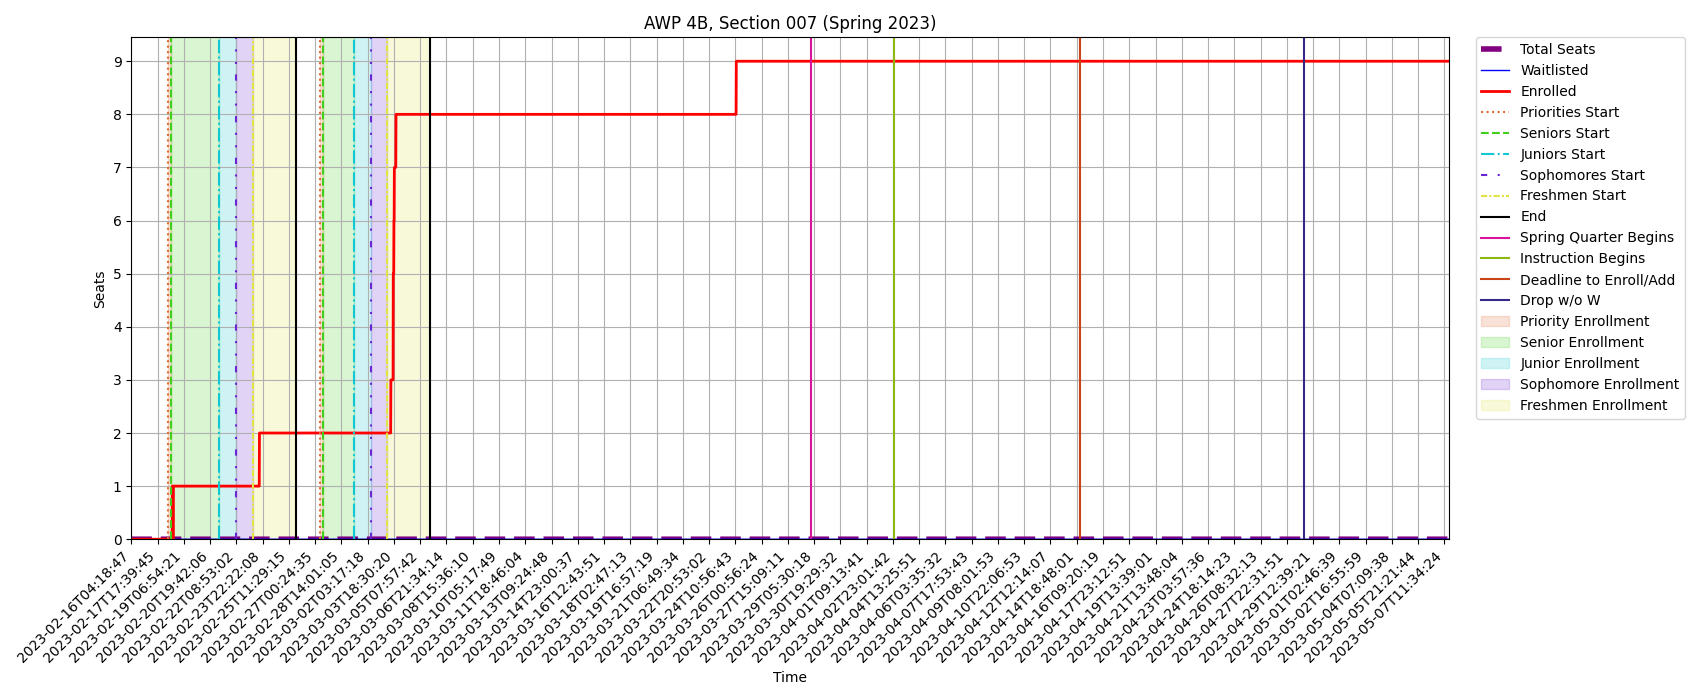 AWP 4B, Section 007 (Spring 2023)
Seats
9
8
7
6
5
4
3
2
1
0
2023-02-16T04:18:47
2023-02-17T17:39:45
2023-02-19T06:54:21
2023-02-20T19:42:06
2023-02-22T08:53:02
2023-02-23T22:22:08
2023-02-25T11:29:15
2023-02-27T00:24:35
2023-02-28T14:01:05
2023-03-02T03:17:18
2023-03-03T18:30:20
2023-03-05T07:57:42
2023-03-06T21:34:14
2023-03-08T15:36:10
2023-03-10T05:17:49
2023-03-11T18:46:04
2023-03-13T09:24:48
2023-03-14T23:00:37
2023-03-16T12:43:51
2023-03-18T02:47:13
2023-03-19T16:57:19
2023-03-21T06:49:34
2023-03-22T20:53:02
2023-03-24T10:56:43
2023-03-26T00:56:24
2023-03-27T15:09:11
2023-03-29T05:30:18
2023-03-30T19:29:32
2023-04-01T09:13:41
2023-04-02T23:01:42
2023-04-04T13:25:51
2023-04-06T03:35:32
2023-04-07T17:53:43
2023-04-09T08:01:53
2023-04-10T22:06:53
2023-04-12T12:14:07
2023-04-14T18:48:01
2023-04-16T09:20:19
2023-04-17T23:12:51
2023-04-19T13:39:01
2023-04-21T13:48:04
2023-04-23T03:57:36
2023-04-24T18:14:23
2023-04-26T08:32:13
2023-04-27T22:31:51
2023-04-29T12:39:21
2023-05-01T02:46:39
2023-05-02T16:55:59
2023-05-04T07:09:38
2023-05-05T21:21:44
2023-05-07T11:34:24
Time
Total Seats
Waitlisted
Enrolled
Priorities Start
Seniors Start
Juniors Start
Sophomores Start
Freshmen Start
End
Spring Quarter Begins
Instruction Begins
Deadline to Enroll/Add
Drop w/o W
Priority Enrollment
Senior Enrollment
Junior Enrollment
Sophomore Enrollment
Freshmen Enrollment